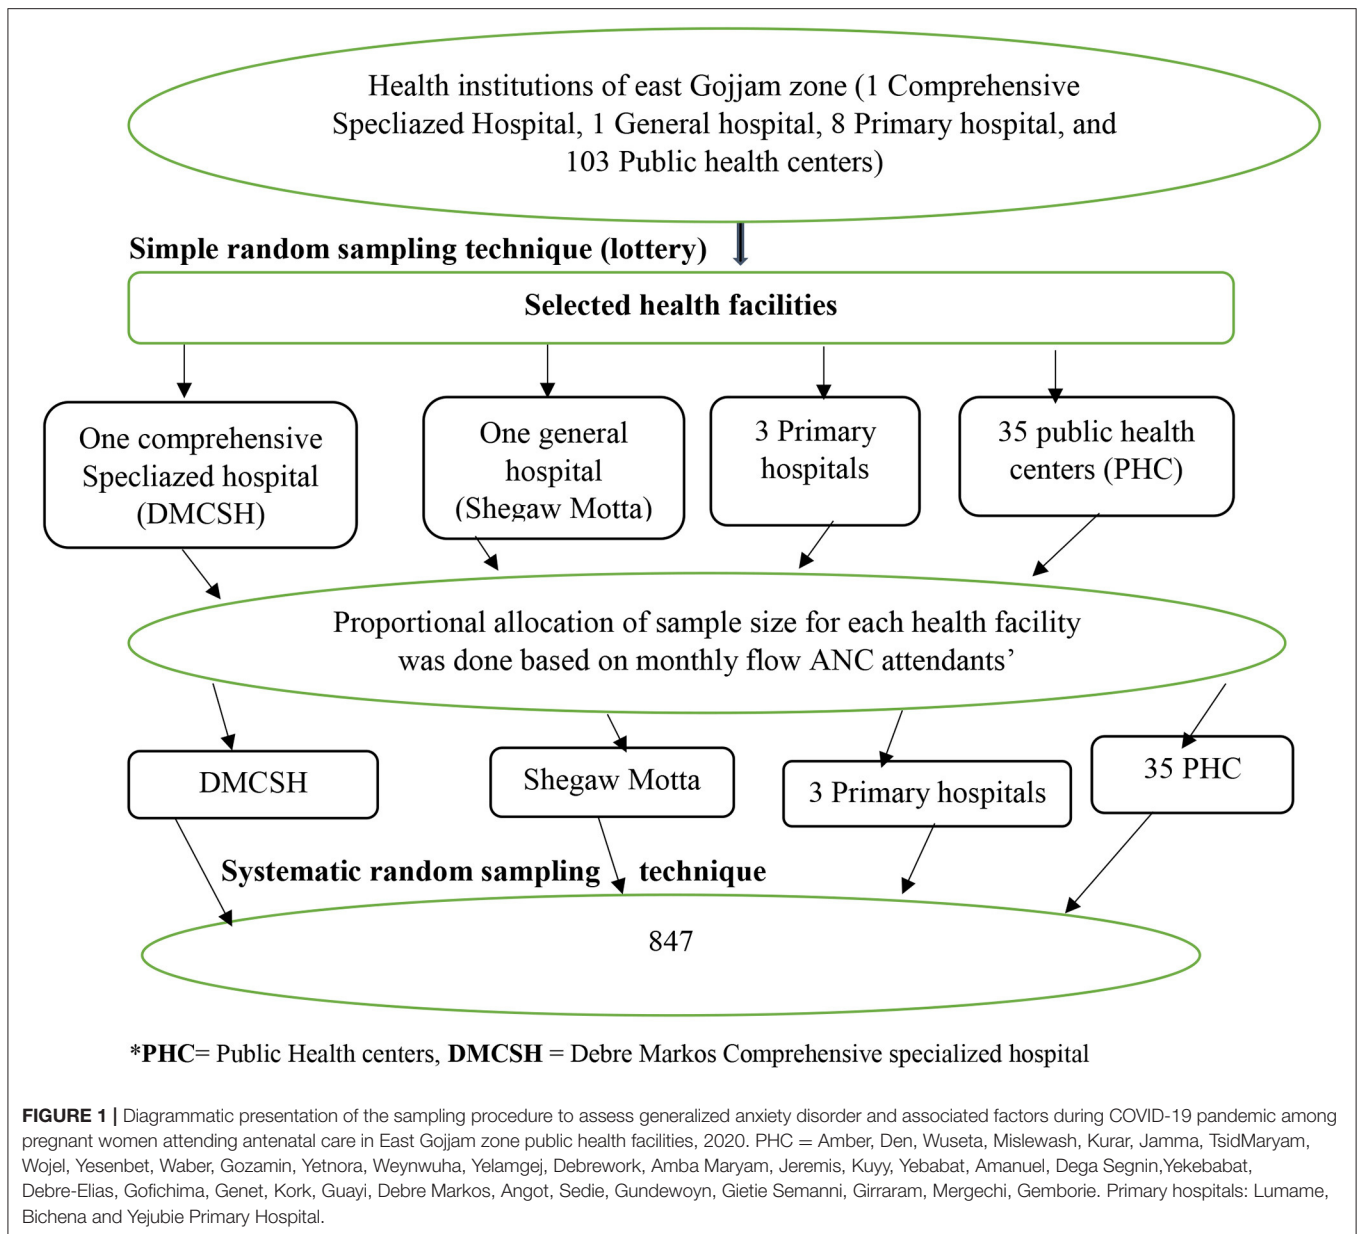 Health institutions of east Gojjam zone (1 Comprehensive
Specliazed Hospital, 1 General hospital, 8 Primary hospital, and
103 Public health centers)
Simple random sampling technique (lottery)
Selected health facilities
One comprehensive
Specliazed hospital
(DMCSH)
One general
hospital
(Shegaw Motta)
3 Primary
hospitals
35 public health
centers (PHC)
Proportional allocation of sample size for each health facility
was done based on monthly flow ANC attendants’
DMCSH
Shegaw Motta
3 Primary hospitals
35 PHC
Systematic random sampling technique
847
*PHC= Public Health centers, DMCSH = Debre Markos Comprehensive specialized hospital
FIGURE 1 | Diagrammatic presentation of the sampling procedure to assess generalized anxiety disorder and associated factors during COVID-19 pandemic among
pregnant women attending antenatal care in East Gojjam zone public health facilities, 2020. PHC = Amber, Den, Wuseta, Mislewash, Kurar, Jamma, TsidMaryam,
Wojel, Yesenbet, Waber, Gozamin, Yetnora, Weynwuha, Yelamgej, Debrework, Amba Maryam, Jeremis, Kuyy, Yebabat, Amanuel, Dega Segnin,Yekebabat,
Debre-Elias, Gofichima, Genet, Kork, Guayi, Debre Markos, Angot, Sedie, Gundewoyn, Gietie Semanni, Girraram, Mergechi, Gemborie. Primary hospitals: Lumame,
Bichena and Yejubie Primary Hospital.